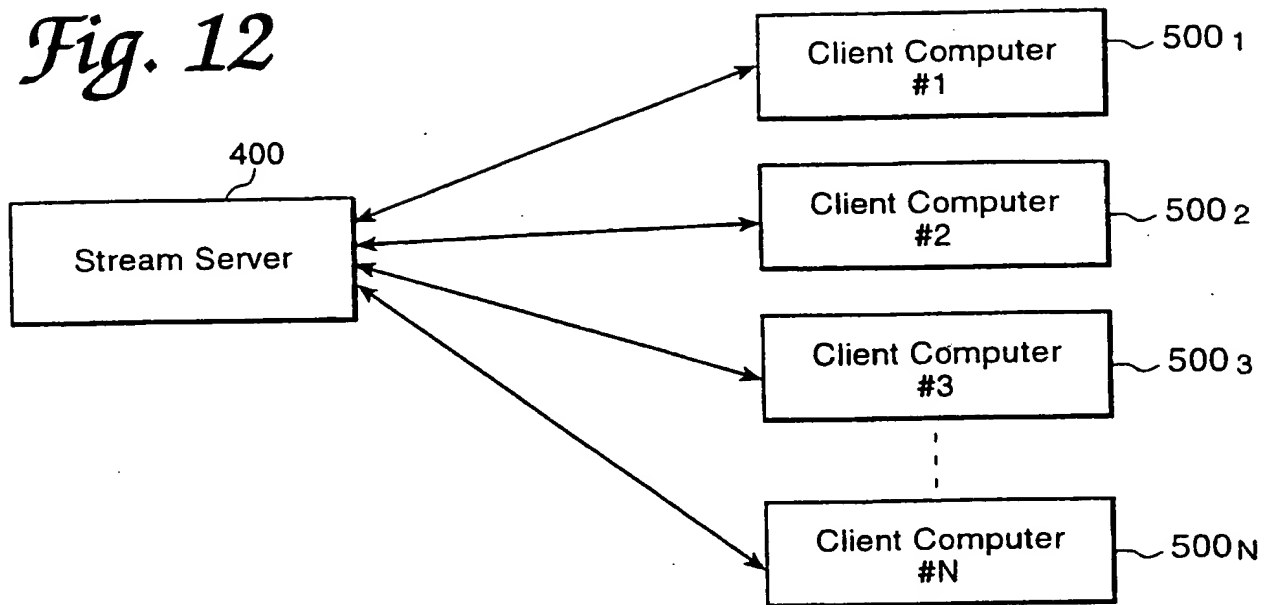 Fig. 12
400
Stream Server
Client Computer
#1
500 1
Client Computer
#2
500 2
Client Computer
#3
500 3
Client Computer
#N
500 N